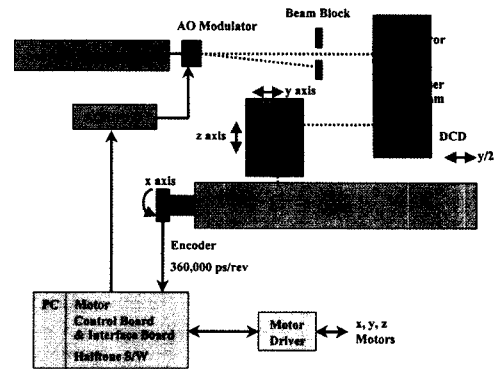 Beam Block
AO Modulator
y axis
z axis
DCD
y/2
x axis
Encoder
360,000 ps/rev
PC
Motor
Control Board
& Interface Board
Halftone S/W
Motor
Driver
x, y, z
Motors